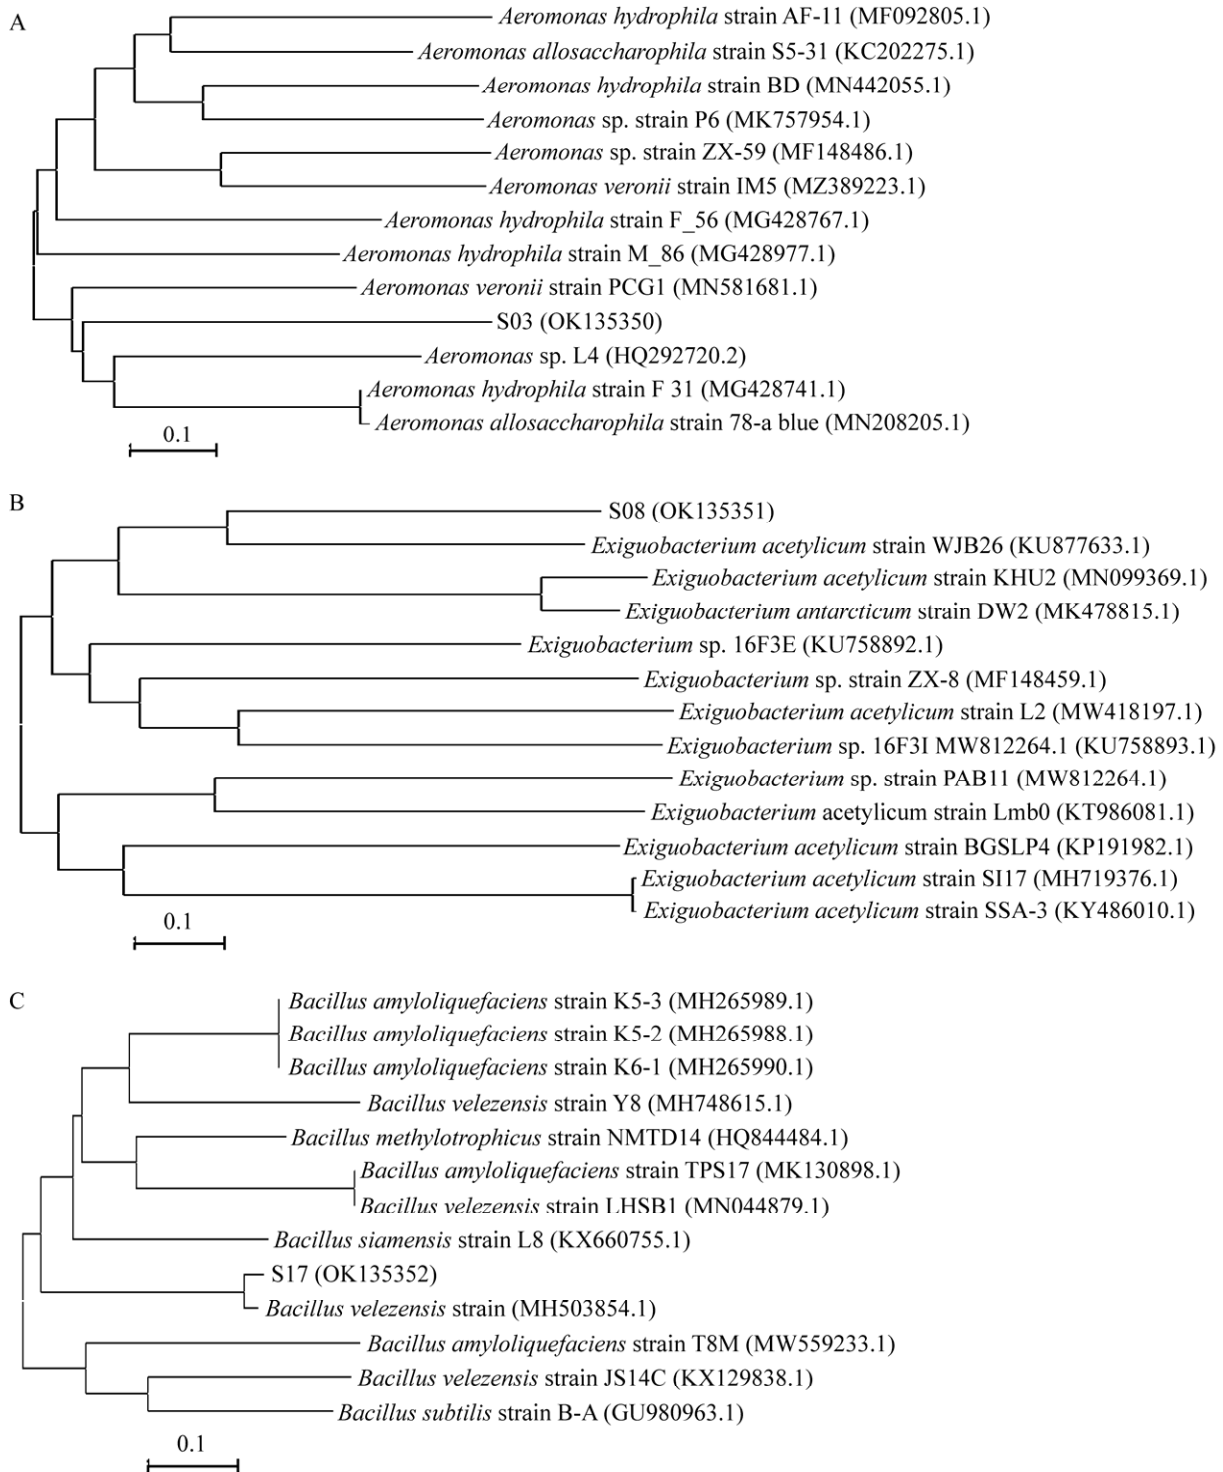 A
Aeromonas hydrophila strain AF-11 (MF092805.1)
Aeromonas allosaccharophila strain S5-31 (KC202275.1)
Aeromonas hydrophila strain BD (MN442055.1)
Aeromonas sp. strain P6 (MK757954.1)
Aeromonas sp. strain ZX-59 (MF148486.1)
Aeromonas veronii strain IM5 (MZ389223.1)
Aeromonas hydrophila strain F_56 (MG428767.1)
Aeromonas hydrophila strain M_86 (MG428977.1)
Aeromonas veronii strain PCG1 (MN581681.1)
S03 (OK135350)
Aeromonas sp. L4 (HQ292720.2)
Aeromonas hydrophila strain F 31 (MG428741.1)
Aeromonas allosaccharophila strain 78-a blue (MN208205.1)
0.1
B
S08 (OK135351)
Exiguobacterium acetylicum strain WJB26 (KU877633.1)
Exiguobacterium acetylicum strain KHU2 (MN099369.1)
Exiguobacterium antarcticum strain DW2 (MK478815.1)
Exiguobacterium sp. 16F3E (KU758892.1)
Exiguobacterium sp. strain ZX-8 (MF148459.1)
Exiguobacterium acetylicum strain L2 (MW418197.1)
Exiguobacterium sp. 16F3I MW812264.1 (KU758893.1)
Exiguobacterium sp. strain PAB11 (MW812264.1)
Exiguobacterium acetylicum strain Lmb0 (KT986081.1)
Exiguobacterium acetylicum strain BGSLP4 (KP191982.1)
Exiguobacterium acetylicum strain SI17 (MH719376.1)
Exiguobacterium acetylicum strain SSA-3 (KY486010.1)
0.1
C
Bacillus amyloliquefaciens strain K5-3 (MH265989.1)
Bacillus amyloliquefaciens strain K5-2 (MH265988.1)
Bacillus amyloliquefaciens strain K6-1 (MH265990.1)
Bacillus velezensis strain Y8 (MH748615.1)
Bacillus methylotrophicus strain NMTD14 (HQ844484.1)
Bacillus amyloliquefaciens strain TPS17 (MK130898.1)
Bacillus velezensis strain LHSB1 (MN044879.1)
Bacillus siamensis strain L8 (KX660755.1)
S17 (OK135352)
Bacillus velezensis strain (MH503854.1)
Bacillus amyloliquefaciens strain T8M (MW559233.1)
Bacillus velezensis strain JS14C (KX129838.1)
Bacillus subtilis strain B-A (GU980963.1)
0.1